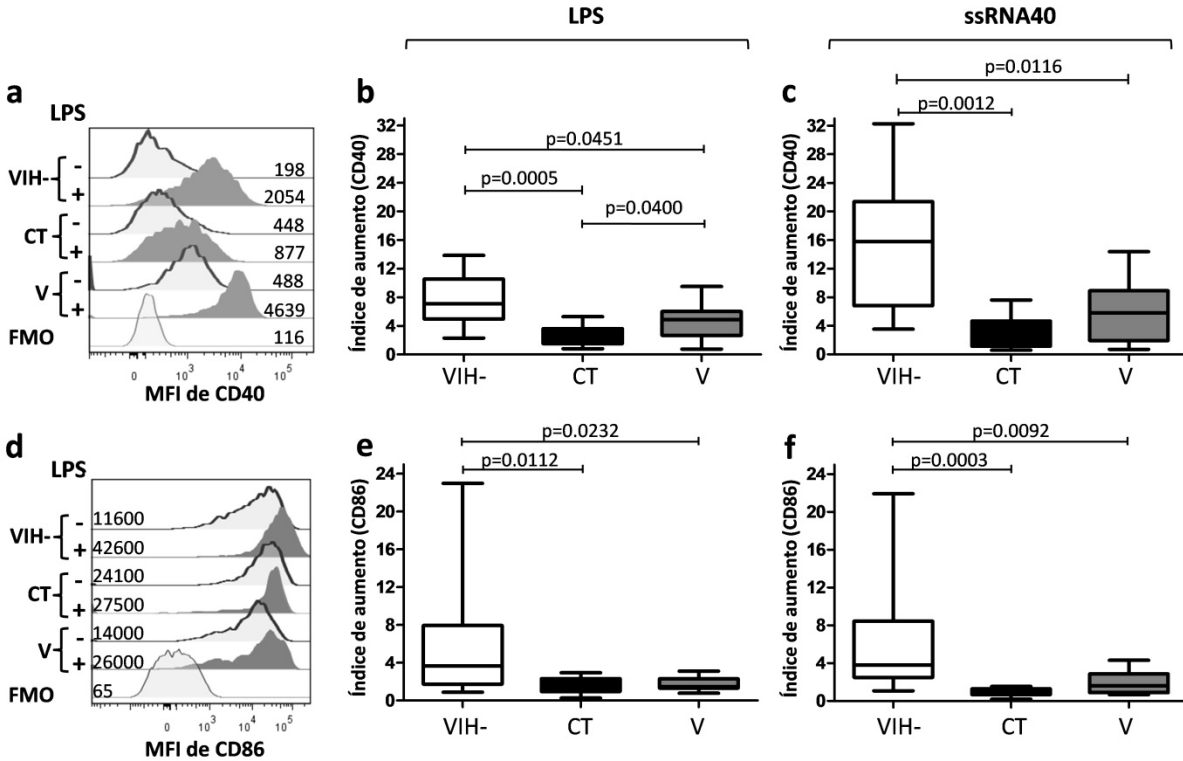 LPS
ssRNA40
a
LPS
VIH-
-
+
CT
-
+
V
-
+
FMO
198
2054
448
877
488
4639
116
0 10³ 10⁴ 10⁵
MFI de CD40
b
Índice de aumento (CD40)
32
28
24
20
16
12
8
4
0
p=0.0451
p=0.0005
p=0.0400
VIH- CT V
c
Índice de aumento (CD40)
32
28
24
20
16
12
8
4
0
p=0.0116
p=0.0012
VIH- CT V
d
LPS
VIH-
-
+
CT
-
+
V
-
+
FMO
11600
42600
24100
27500
14000
26000
65
0 10³ 10⁴ 10⁵
MFI de CD86
e
Índice de aumento (CD86)
24
20
16
12
8
4
0
p=0.0232
p=0.0112
VIH- CT V
f
Índice de aumento (CD86)
24
20
16
12
8
4
0
p=0.0092
p=0.0003
VIH- CT V